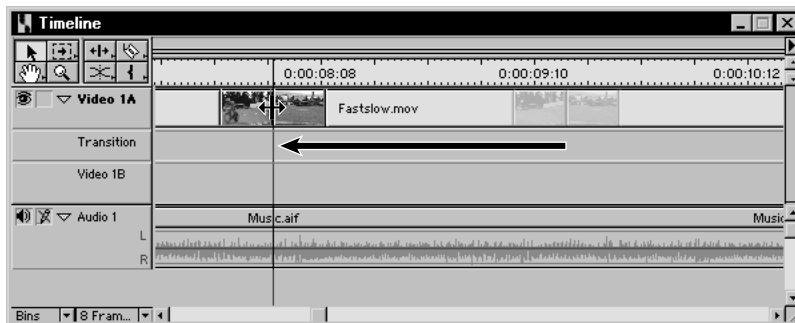 Timeline
0:00:08:08 0:00:09:10 0:00:10:12
Video 1A
Fastslow.mov
Transition
Video 1B
Audio 1
Music.aif
Music
L
R
Bins 8 Fram...